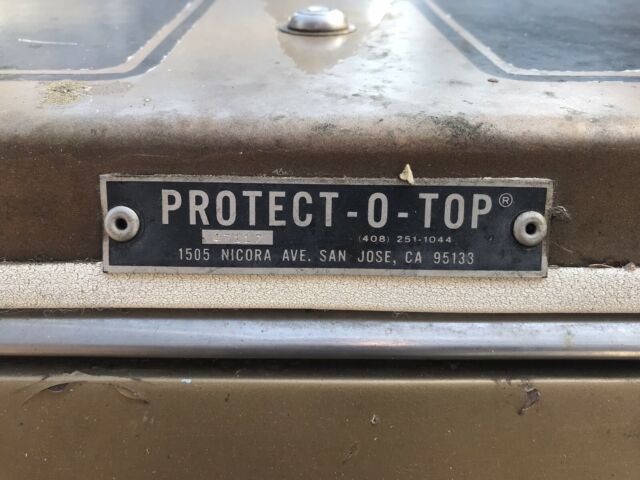 PROTECT-O-TOP®
(408) 251-1044
1505 NICORA AVE. SAN JOSE, CA 95133